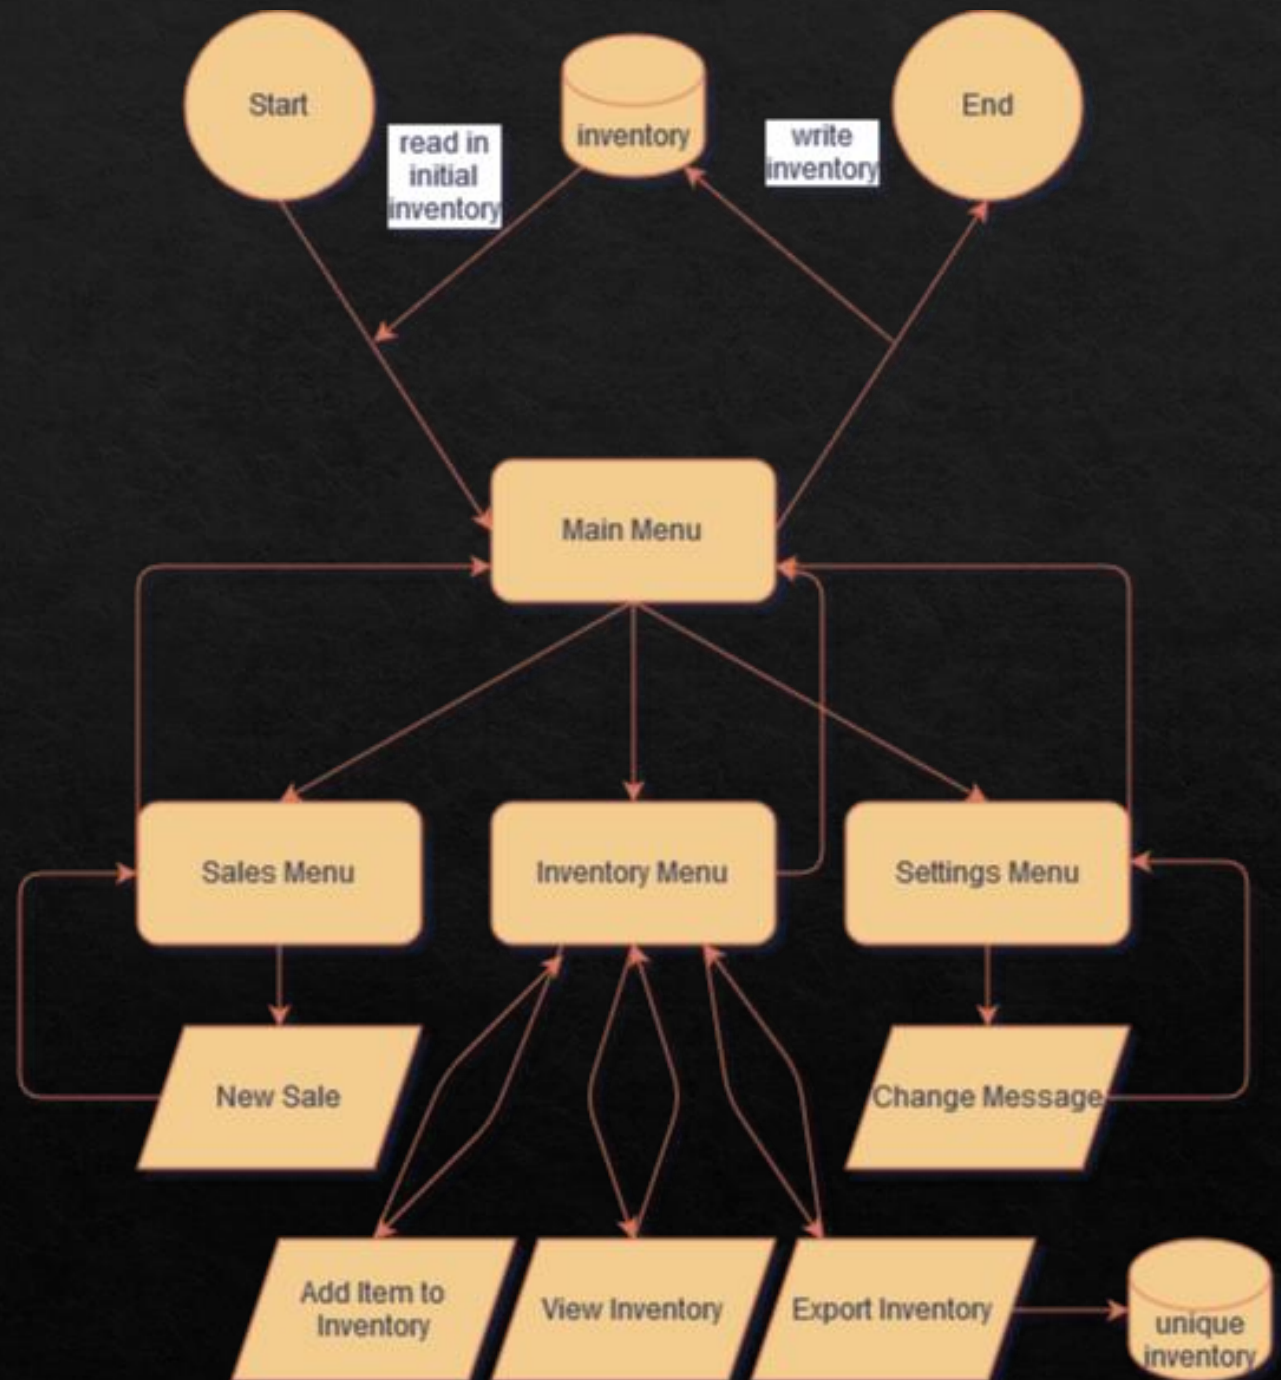 Start
read in
initial
inventory
inventory
write
inventory
End
Main Menu
Sales Menu
Inventory Menu
Settings Menu
New Sale
Change Message
Add Item to
Inventory
View Inventory
Export Inventory
unique
inventory